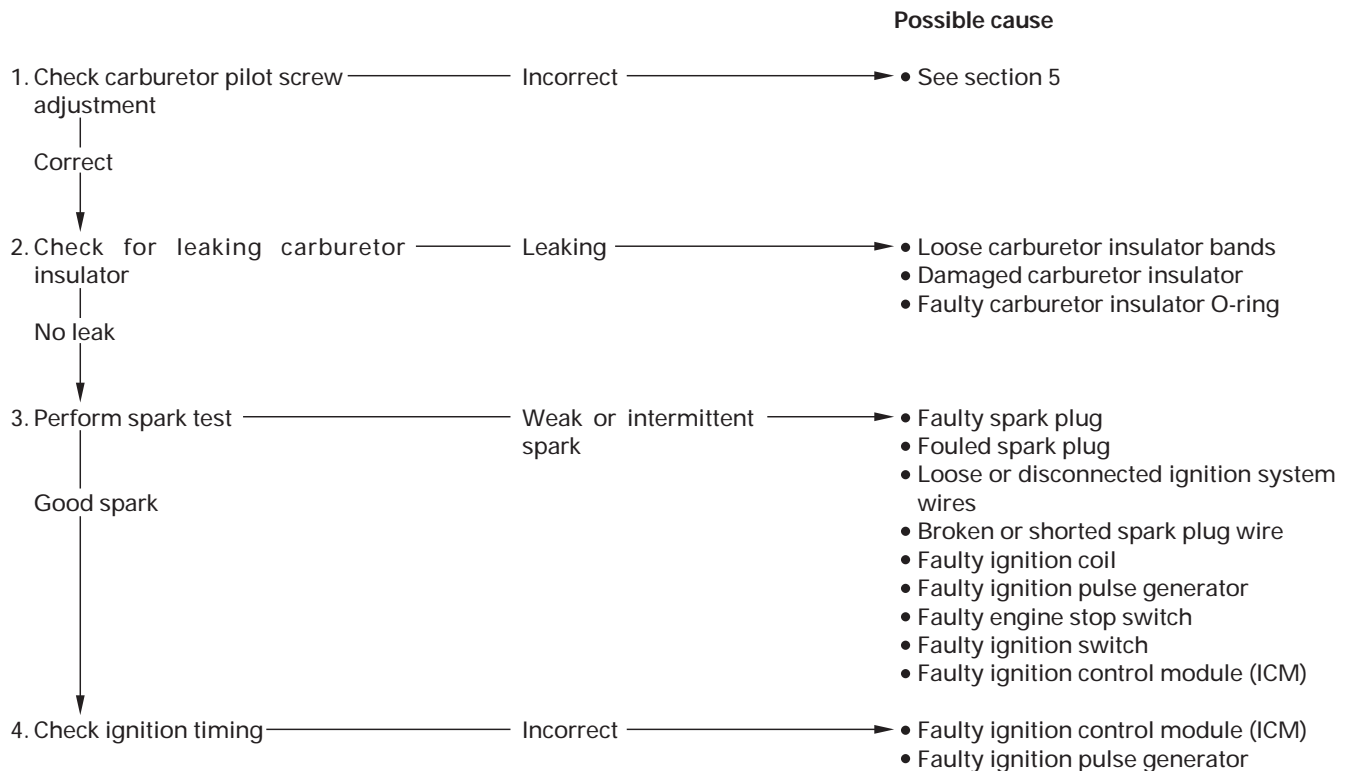 Possible cause
1. Check carburetor pilot screw adjustment
Incorrect
• See section 5
Correct
2. Check for leaking carburetor insulator
Leaking
• Loose carburetor insulator bands
• Damaged carburetor insulator
• Faulty carburetor insulator O-ring
No leak
3. Perform spark test
Weak or intermittent spark
• Faulty spark plug
• Fouled spark plug
• Loose or disconnected ignition system wires
• Broken or shorted spark plug wire
• Faulty ignition coil
• Faulty ignition pulse generator
• Faulty engine stop switch
• Faulty ignition switch
• Faulty ignition control module (ICM)
Good spark
4. Check ignition timing
Incorrect
• Faulty ignition control module (ICM)
• Faulty ignition pulse generator